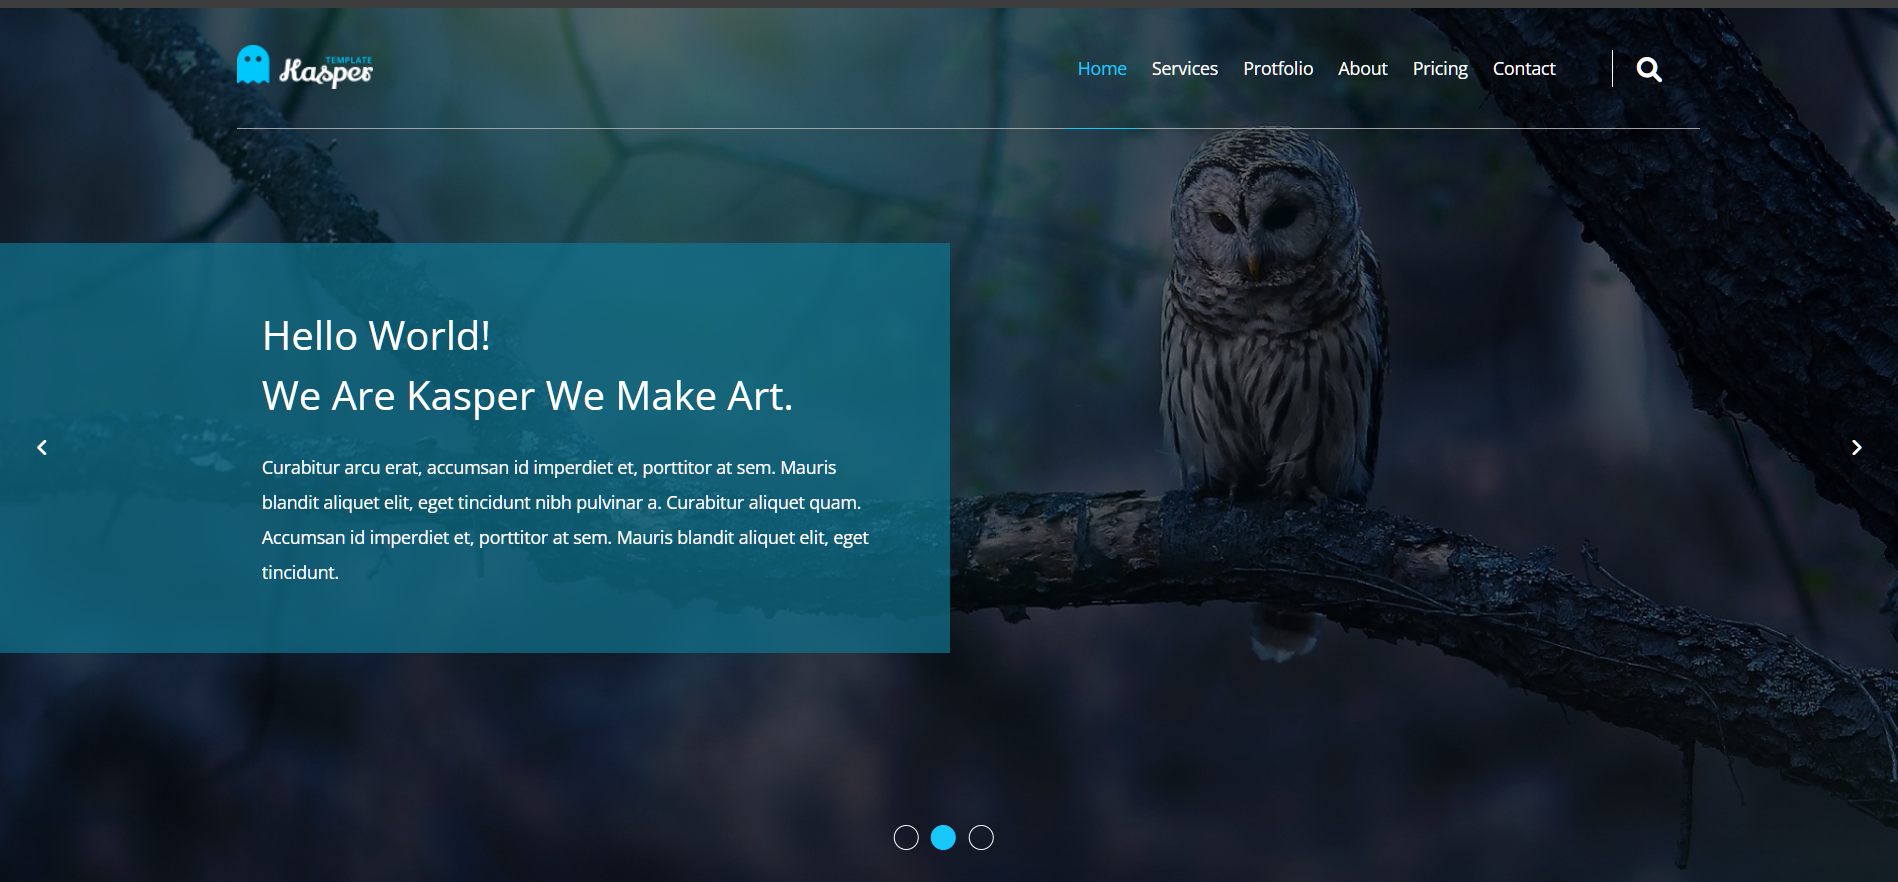 TEMPLATE
Kasper
Home Services Protfolio About Pricing Contact
Hello World!
We Are Kasper We Make Art.
Curabitur arcu erat, accumsan id imperdiet et, porttitor at sem. Mauris
blandit aliquet elit, eget tincidunt nibh pulvinar a. Curabitur aliquet quam.
Accumsan id imperdiet et, porttitor at sem. Mauris blandit aliquet elit, eget
tincidunt.